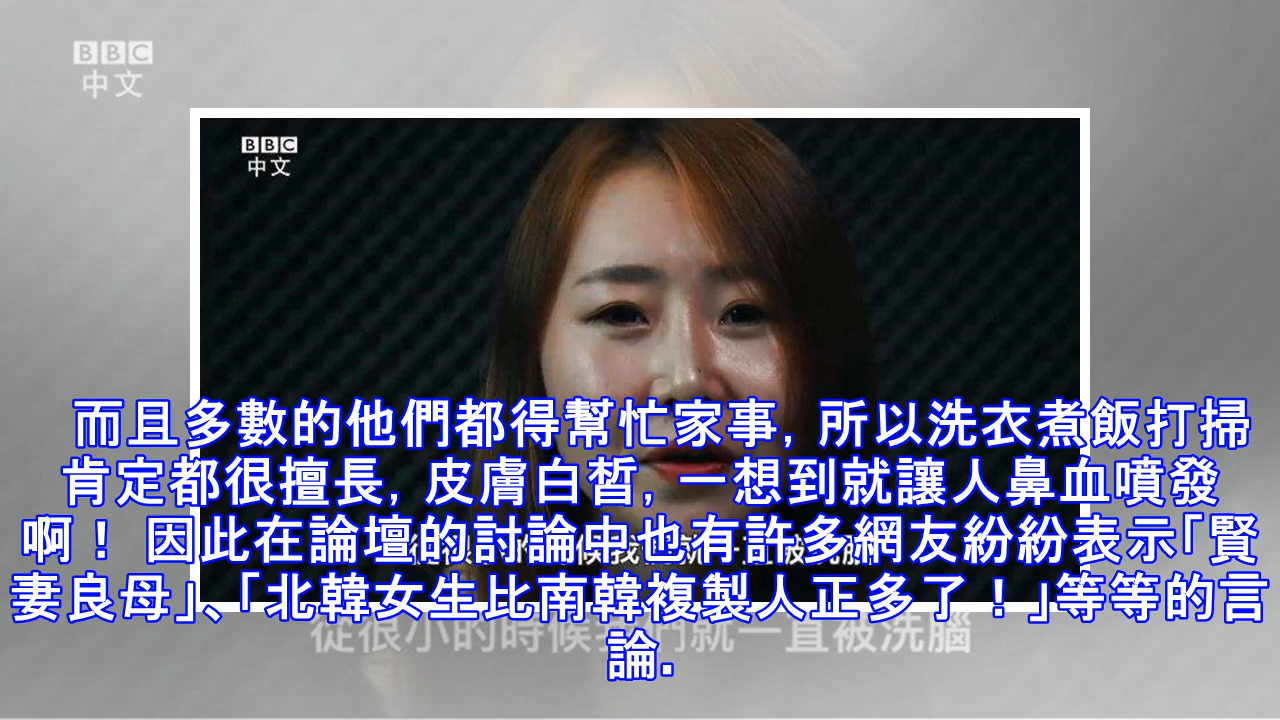 BBC
中文
BBC
中文
而且多數的他們都得幫忙家事, 所以洗衣煮飯打掃
肯定都很擅長, 皮膚白皙, 一想到就讓人鼻血噴發
啊！ 因此在論壇的討論中也有許多網友紛紛表示「賢
妻良母」、「北韓女生比南韓複製人正多了！」等等的言
論.
從很小的時候我們就一直被洗腦